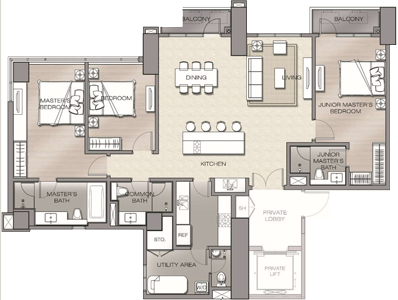 BALCONY
BALCONY
DINING
LIVING
MASTER'S
BEDROOM
BEDROOM
JUNIOR MASTER'S
BEDROOM
KITCHEN
JUNIOR
MASTER'S
BATH
MASTER'S
BATH
COMMON
BATH
STO.
REF
SH
PRIVATE
LOBBY
UTILITY AREA
W/D
PRIVATE
LIFT